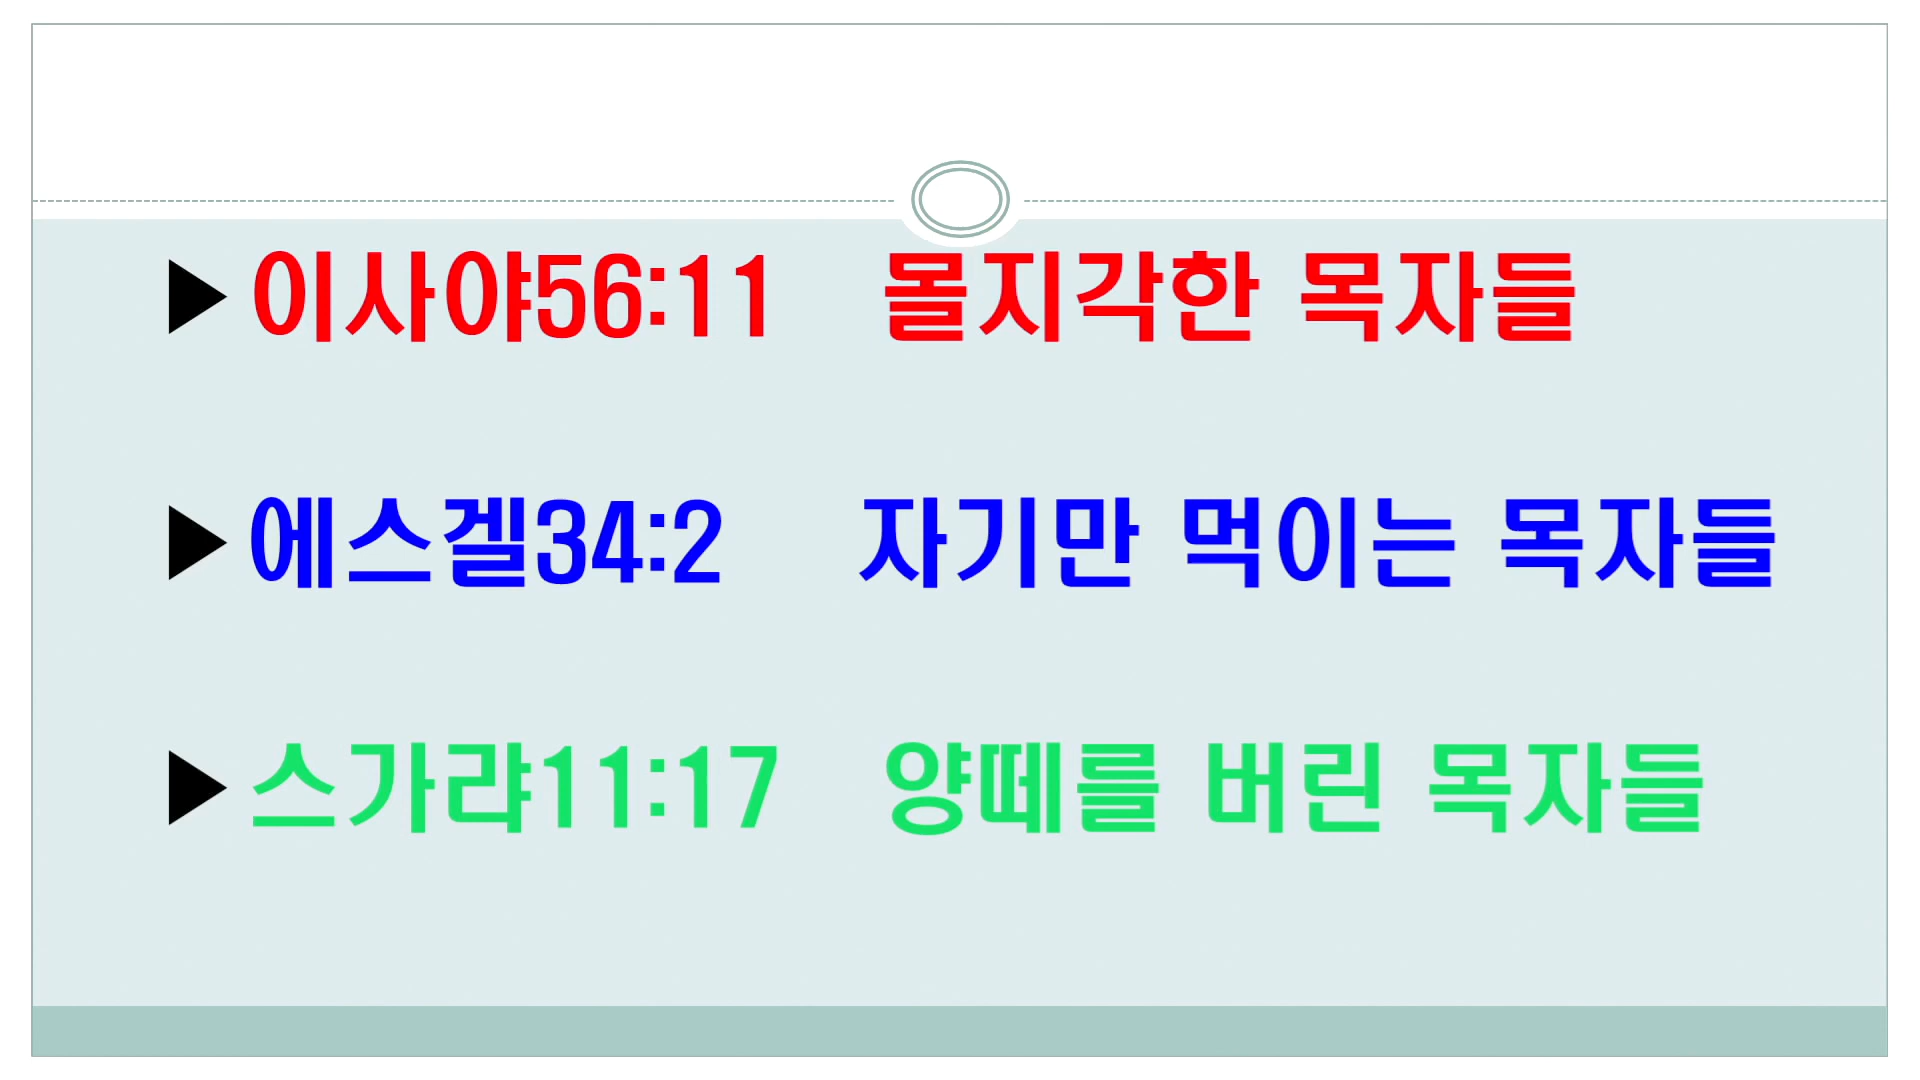 ▶이사야56:11 몰지각한 목자들
▶에스겔34:2 자기만 먹이는 목자들
▶스가랴11:17 양떼를 버린 목자들